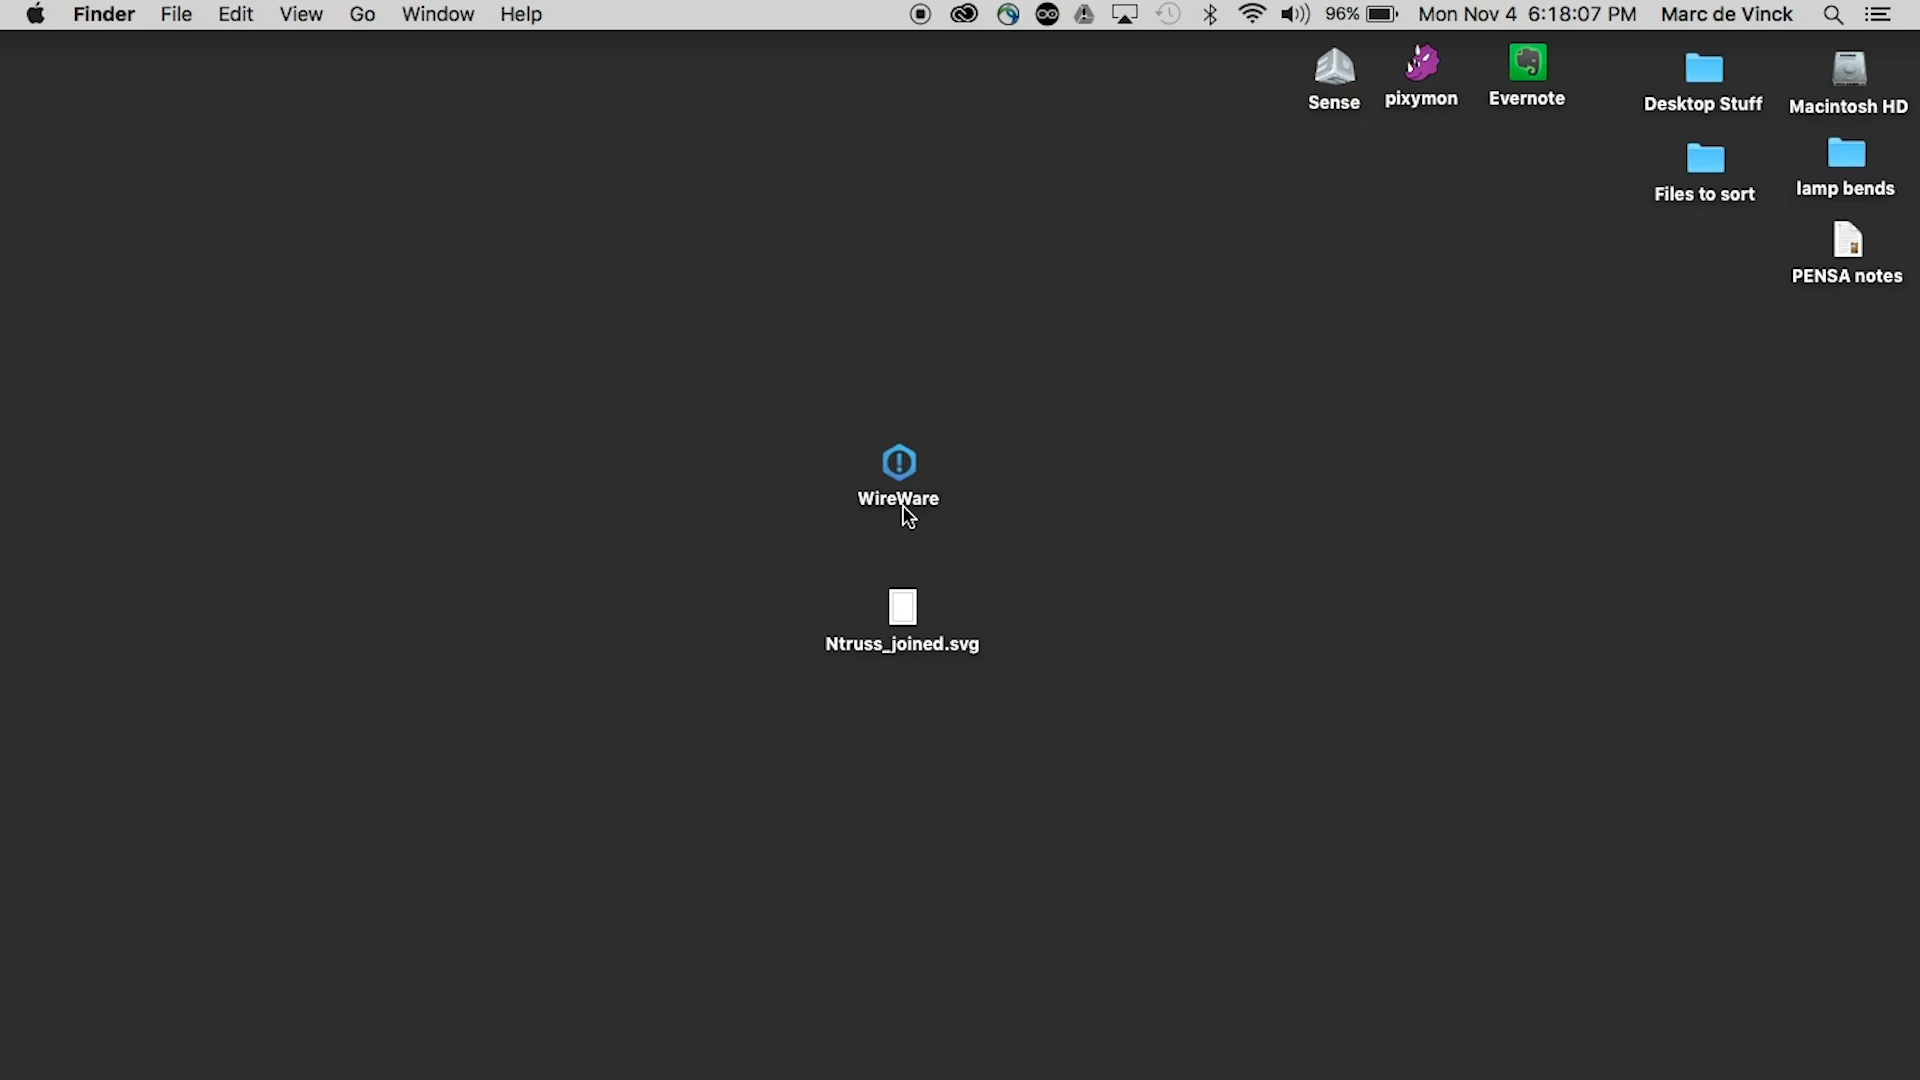 Finder File Edit View Go Window Help 96% Mon Nov 4 6:18:07 PM Marc de Vinck
Sense
pixymon
Evernote
Desktop Stuff
Macintosh HD
Files to sort
lamp bends
PENSA notes
WireWare
Ntruss_joined.svg